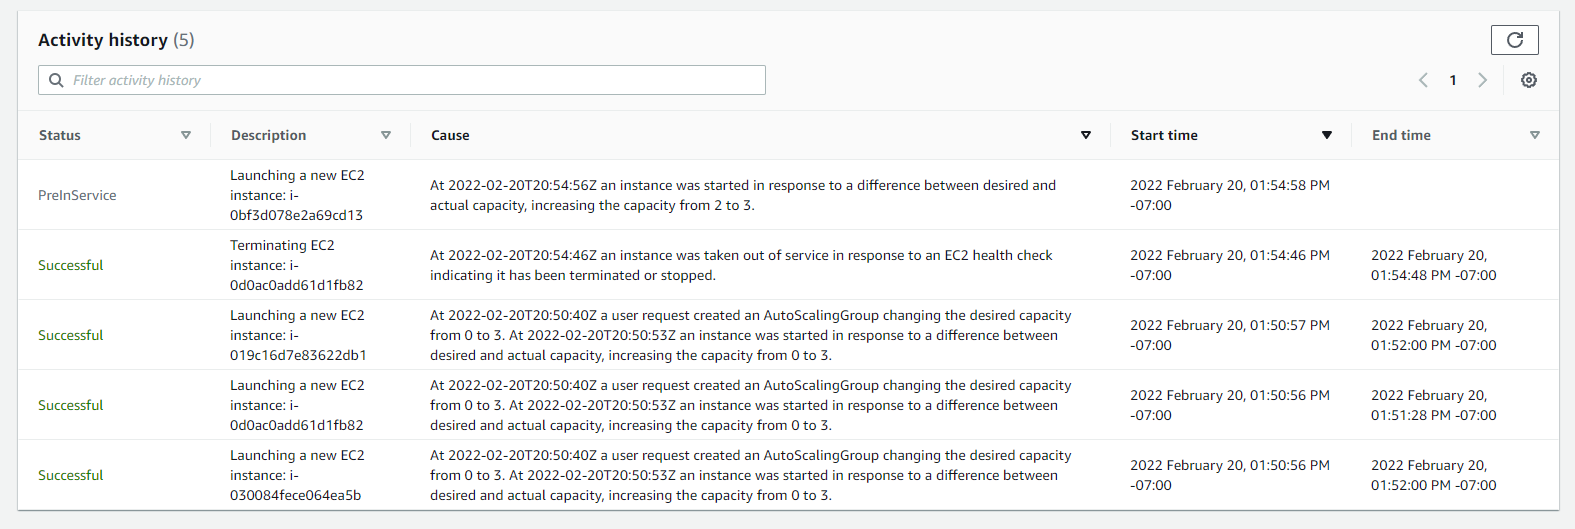 Activity history (5)
Filter activity history
1
Status
Description
Cause
Start time
End time
PreInService
Launching a new EC2
instance: i-
0bf3d078e2a69cd13
At 2022-02-20T20:54:56Z an instance was started in response to a difference between desired and
actual capacity, increasing the capacity from 2 to 3.
2022 February 20, 01:54:58 PM
-07:00
Successful
Terminating EC2
instance: i-
0d0ac0add61d1fb82
At 2022-02-20T20:54:46Z an instance was taken out of service in response to an EC2 health check
indicating it has been terminated or stopped.
2022 February 20, 01:54:46 PM
-07:00
2022 February 20,
01:54:48 PM -07:00
Successful
Launching a new EC2
instance: i-
019c16d7e83622db1
At 2022-02-20T20:50:40Z a user request created an AutoScalingGroup changing the desired capacity
from 0 to 3. At 2022-02-20T20:50:53Z an instance was started in response to a difference between
desired and actual capacity, increasing the capacity from 0 to 3.
2022 February 20, 01:50:57 PM
-07:00
2022 February 20,
01:52:00 PM -07:00
Successful
Launching a new EC2
instance: i-
0d0ac0add61d1fb82
At 2022-02-20T20:50:40Z a user request created an AutoScalingGroup changing the desired capacity
from 0 to 3. At 2022-02-20T20:50:53Z an instance was started in response to a difference between
desired and actual capacity, increasing the capacity from 0 to 3.
2022 February 20, 01:50:56 PM
-07:00
2022 February 20,
01:51:28 PM -07:00
Successful
Launching a new EC2
instance: i-
030084fece064ea5b
At 2022-02-20T20:50:40Z a user request created an AutoScalingGroup changing the desired capacity
from 0 to 3. At 2022-02-20T20:50:53Z an instance was started in response to a difference between
desired and actual capacity, increasing the capacity from 0 to 3.
2022 February 20, 01:50:56 PM
-07:00
2022 February 20,
01:52:00 PM -07:00